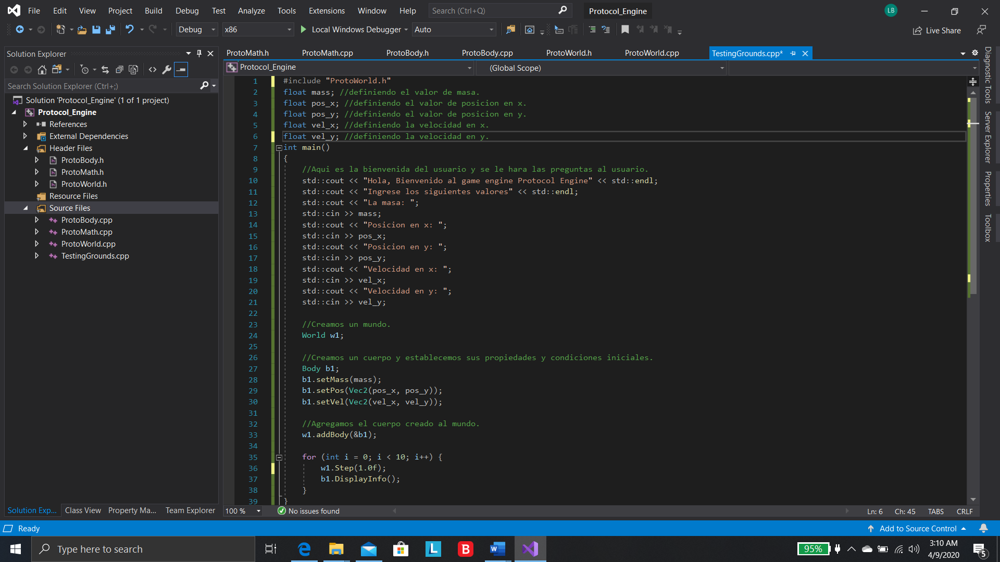 File Edit View Project Build Debug Test Analyze Tools Extensions Window Help Search (Ctrl+Q) Protocol_Engine LB
Debug x86 Local Windows Debugger Auto Live Share
Solution Explorer
Search Solution Explorer (Ctrl+;)
Solution 'Protocol_Engine' (1 of 1 project)
Protocol_Engine
References
External Dependencies
Header Files
ProtoBody.h
ProtoMath.h
ProtoWorld.h
Resource Files
Source Files
ProtoBody.cpp
ProtoMath.cpp
ProtoWorld.cpp
TestingGrounds.cpp
Solution Exp... Class View Property Ma... Team Explorer
ProtoMath.h ProtoMath.cpp ProtoBody.h ProtoBody.cpp ProtoWorld.h ProtoWorld.cpp TestingGrounds.cpp*
Protocol_Engine (Global Scope)
1 #include "ProtoWorld.h"
2 float mass; //definiendo el valor de masa.
3 float pos_x; //definiendo el valor de posicion en x.
4 float pos_y; //definiendo el valor de posicion en y.
5 float vel_x; //definiendo la velocidad en x.
6 float vel_y; //definiendo la velocidad en y.
7 int main()
8 {
9 //Aqui es la bienvenida del usuario y se le hara las preguntas al usuario.
10 std::cout << "Hola, Bienvenido al game engine Protocol Engine" << std::endl;
11 std::cout << "Ingrese los siguientes valores" << std::endl;
12 std::cout << "La masa: ";
13 std::cin >> mass;
14 std::cout << "Posicion en x: ";
15 std::cin >> pos_x;
16 std::cout << "Posicion en y: ";
17 std::cin >> pos_y;
18 std::cout << "Velocidad en x: ";
19 std::cin >> vel_x;
20 std::cout << "Velocidad en y: ";
21 std::cin >> vel_y;
22
23 //Creamos un mundo.
24 World w1;
25
26 //Creamos un cuerpo y establecemos sus propiedades y condiciones iniciales.
27 Body b1;
28 b1.setMass(mass);
29 b1.setPos(Vec2(pos_x, pos_y));
30 b1.setVel(Vec2(vel_x, vel_y));
31
32 //Agregamos el cuerpo creado al mundo.
33 w1.addBody(&b1);
34
35 for (int i = 0; i < 10; i++) {
36 w1.Step(1.0f);
37 b1.DisplayInfo();
38 }
39 }
100 % No issues found Ln: 6 Ch: 45 TABS CRLF
Diagnostic Tools
Server Explorer
Properties
Toolbox
Ready Add to Source Control
Type here to search
L
B
W
95%
3:10 AM
4/9/2020
5